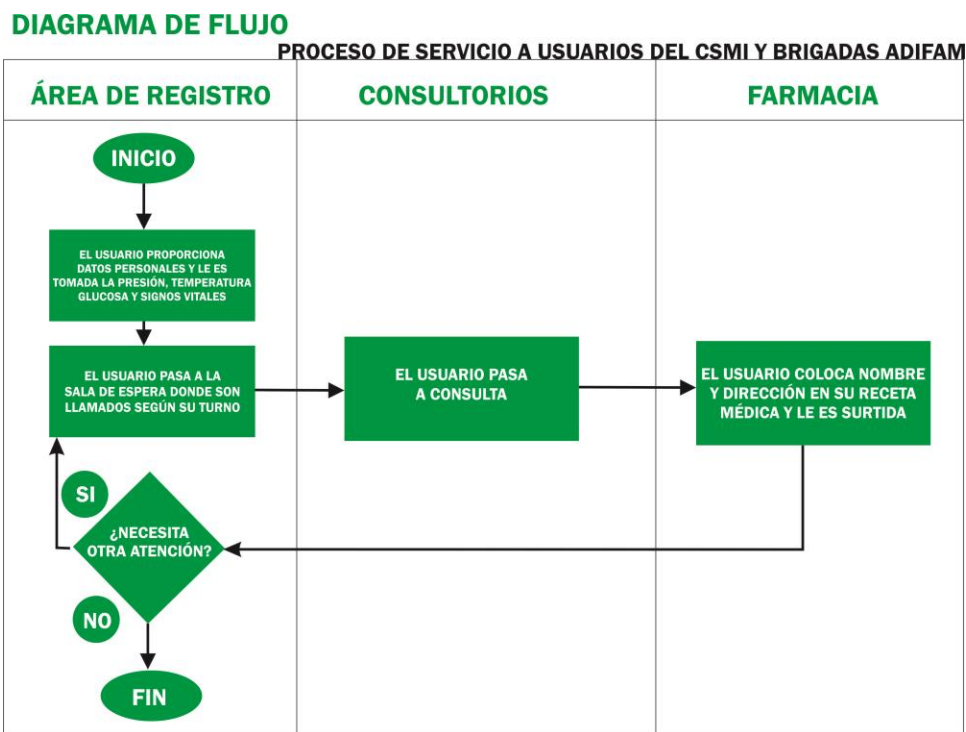 DIAGRAMA DE FLUJO
PROCESO DE SERVICIO A USUARIOS DEL CSMI Y BRIGADAS ADIFAM
ÁREA DE REGISTRO
CONSULTORIOS
FARMACIA
INICIO
EL USUARIO PROPORCIONA
DATOS PERSONALES Y LE ES
TOMADA LA PRESIÓN, TEMPERATURA
GLUCOSA Y SIGNOS VITALES
EL USUARIO PASA A LA
SALA DE ESPERA DONDE SON
LLAMADOS SEGÚN SU TURNO
EL USUARIO PASA
A CONSULTA
EL USUARIO COLOCA NOMBRE
Y DIRECCIÓN EN SU RECETA
MÉDICA Y LE ES SURTIDA
SI
¿NECESITA
OTRA ATENCIÓN?
NO
FIN